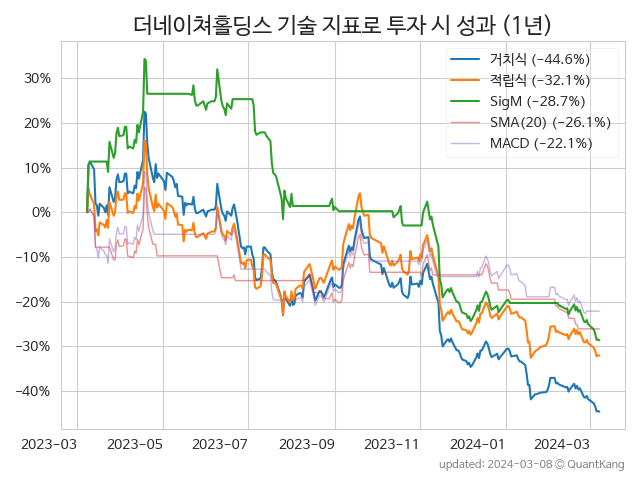 더네이쳐홀딩스 기술 지표로 투자 시 성과 (1년)
거치식 (−44.6%)
적립식 (−32.1%)
SigM (−28.7%)
SMA(20) (−26.1%)
MACD (−22.1%)
30%
20%
10%
0%
−10%
−20%
−30%
−40%
2023−03 2023−05 2023−07 2023−09 2023−11 2024−01 2024−03
updated: 2024−03−08 © QuantKang